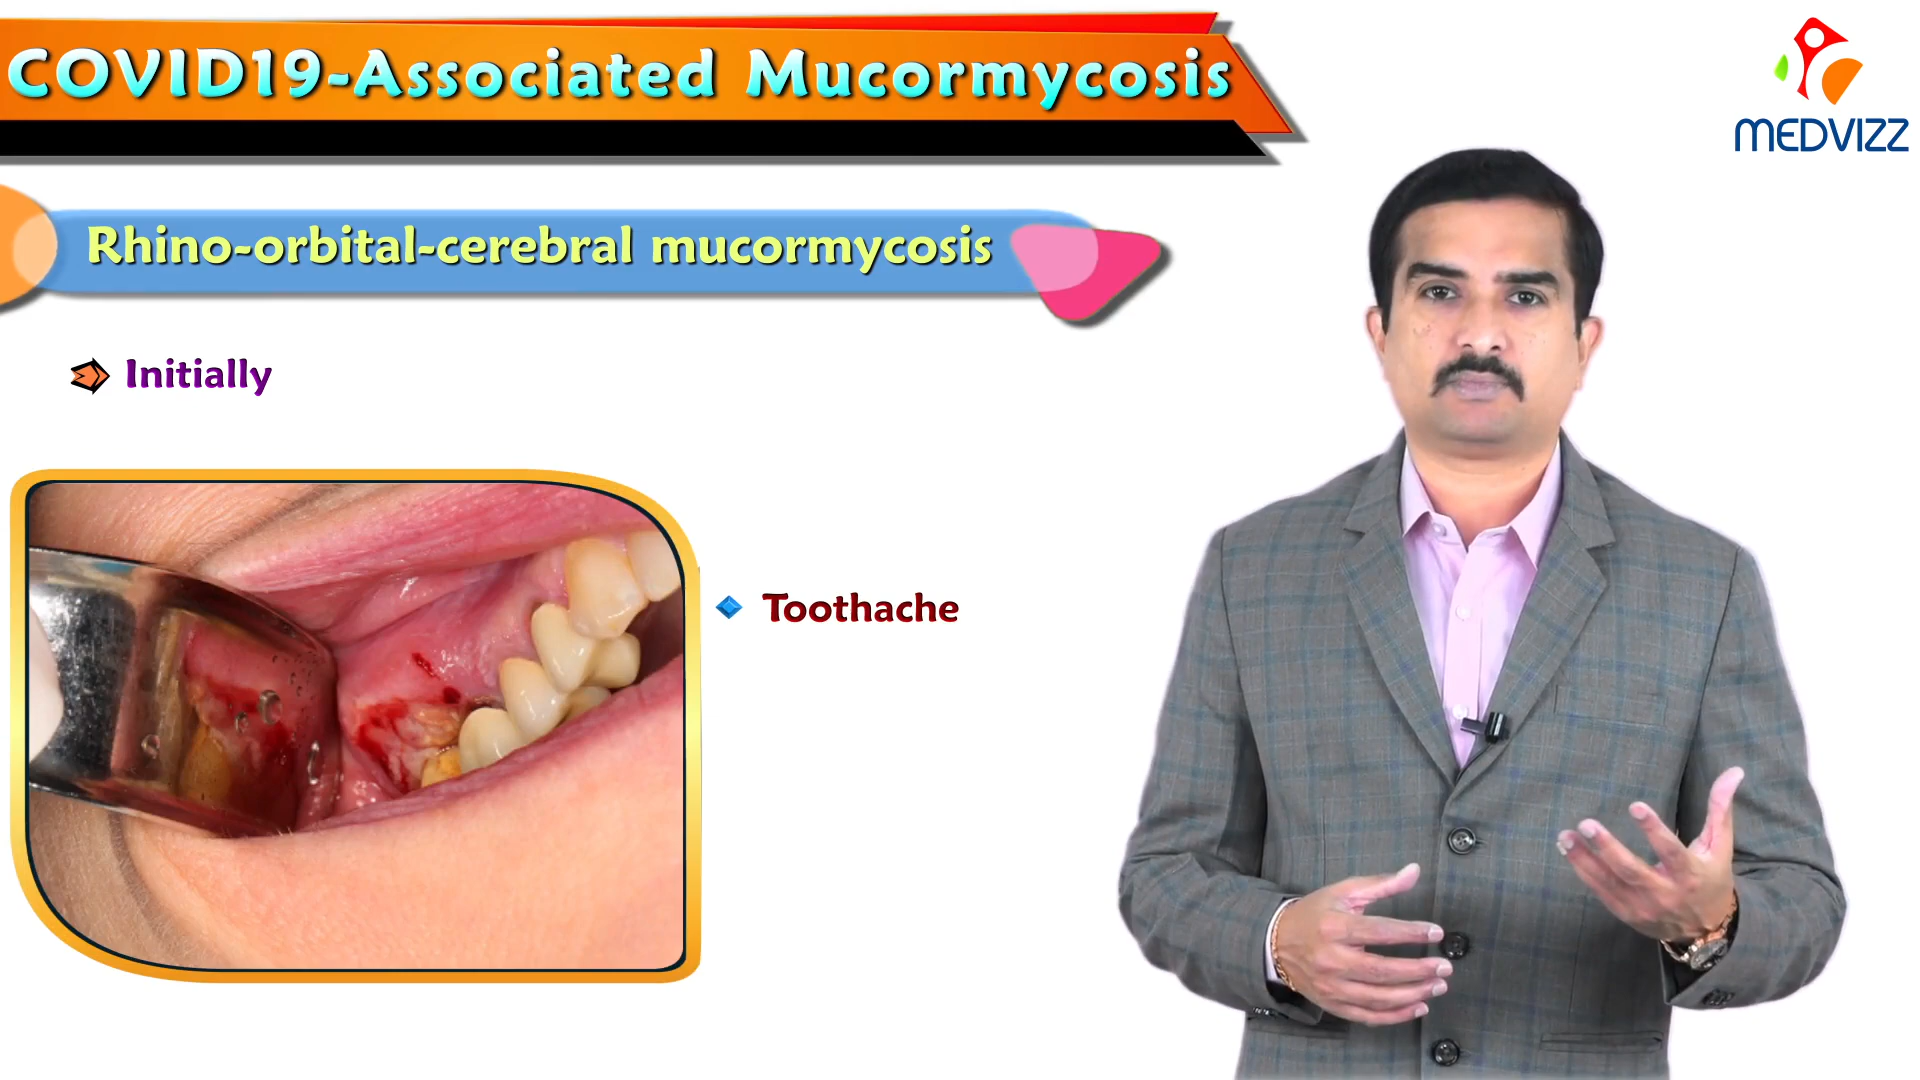 COVID19-Associated Mucormycosis
MEDVIZZ
Rhino-orbital-cerebral mucormycosis
Initially
Toothache